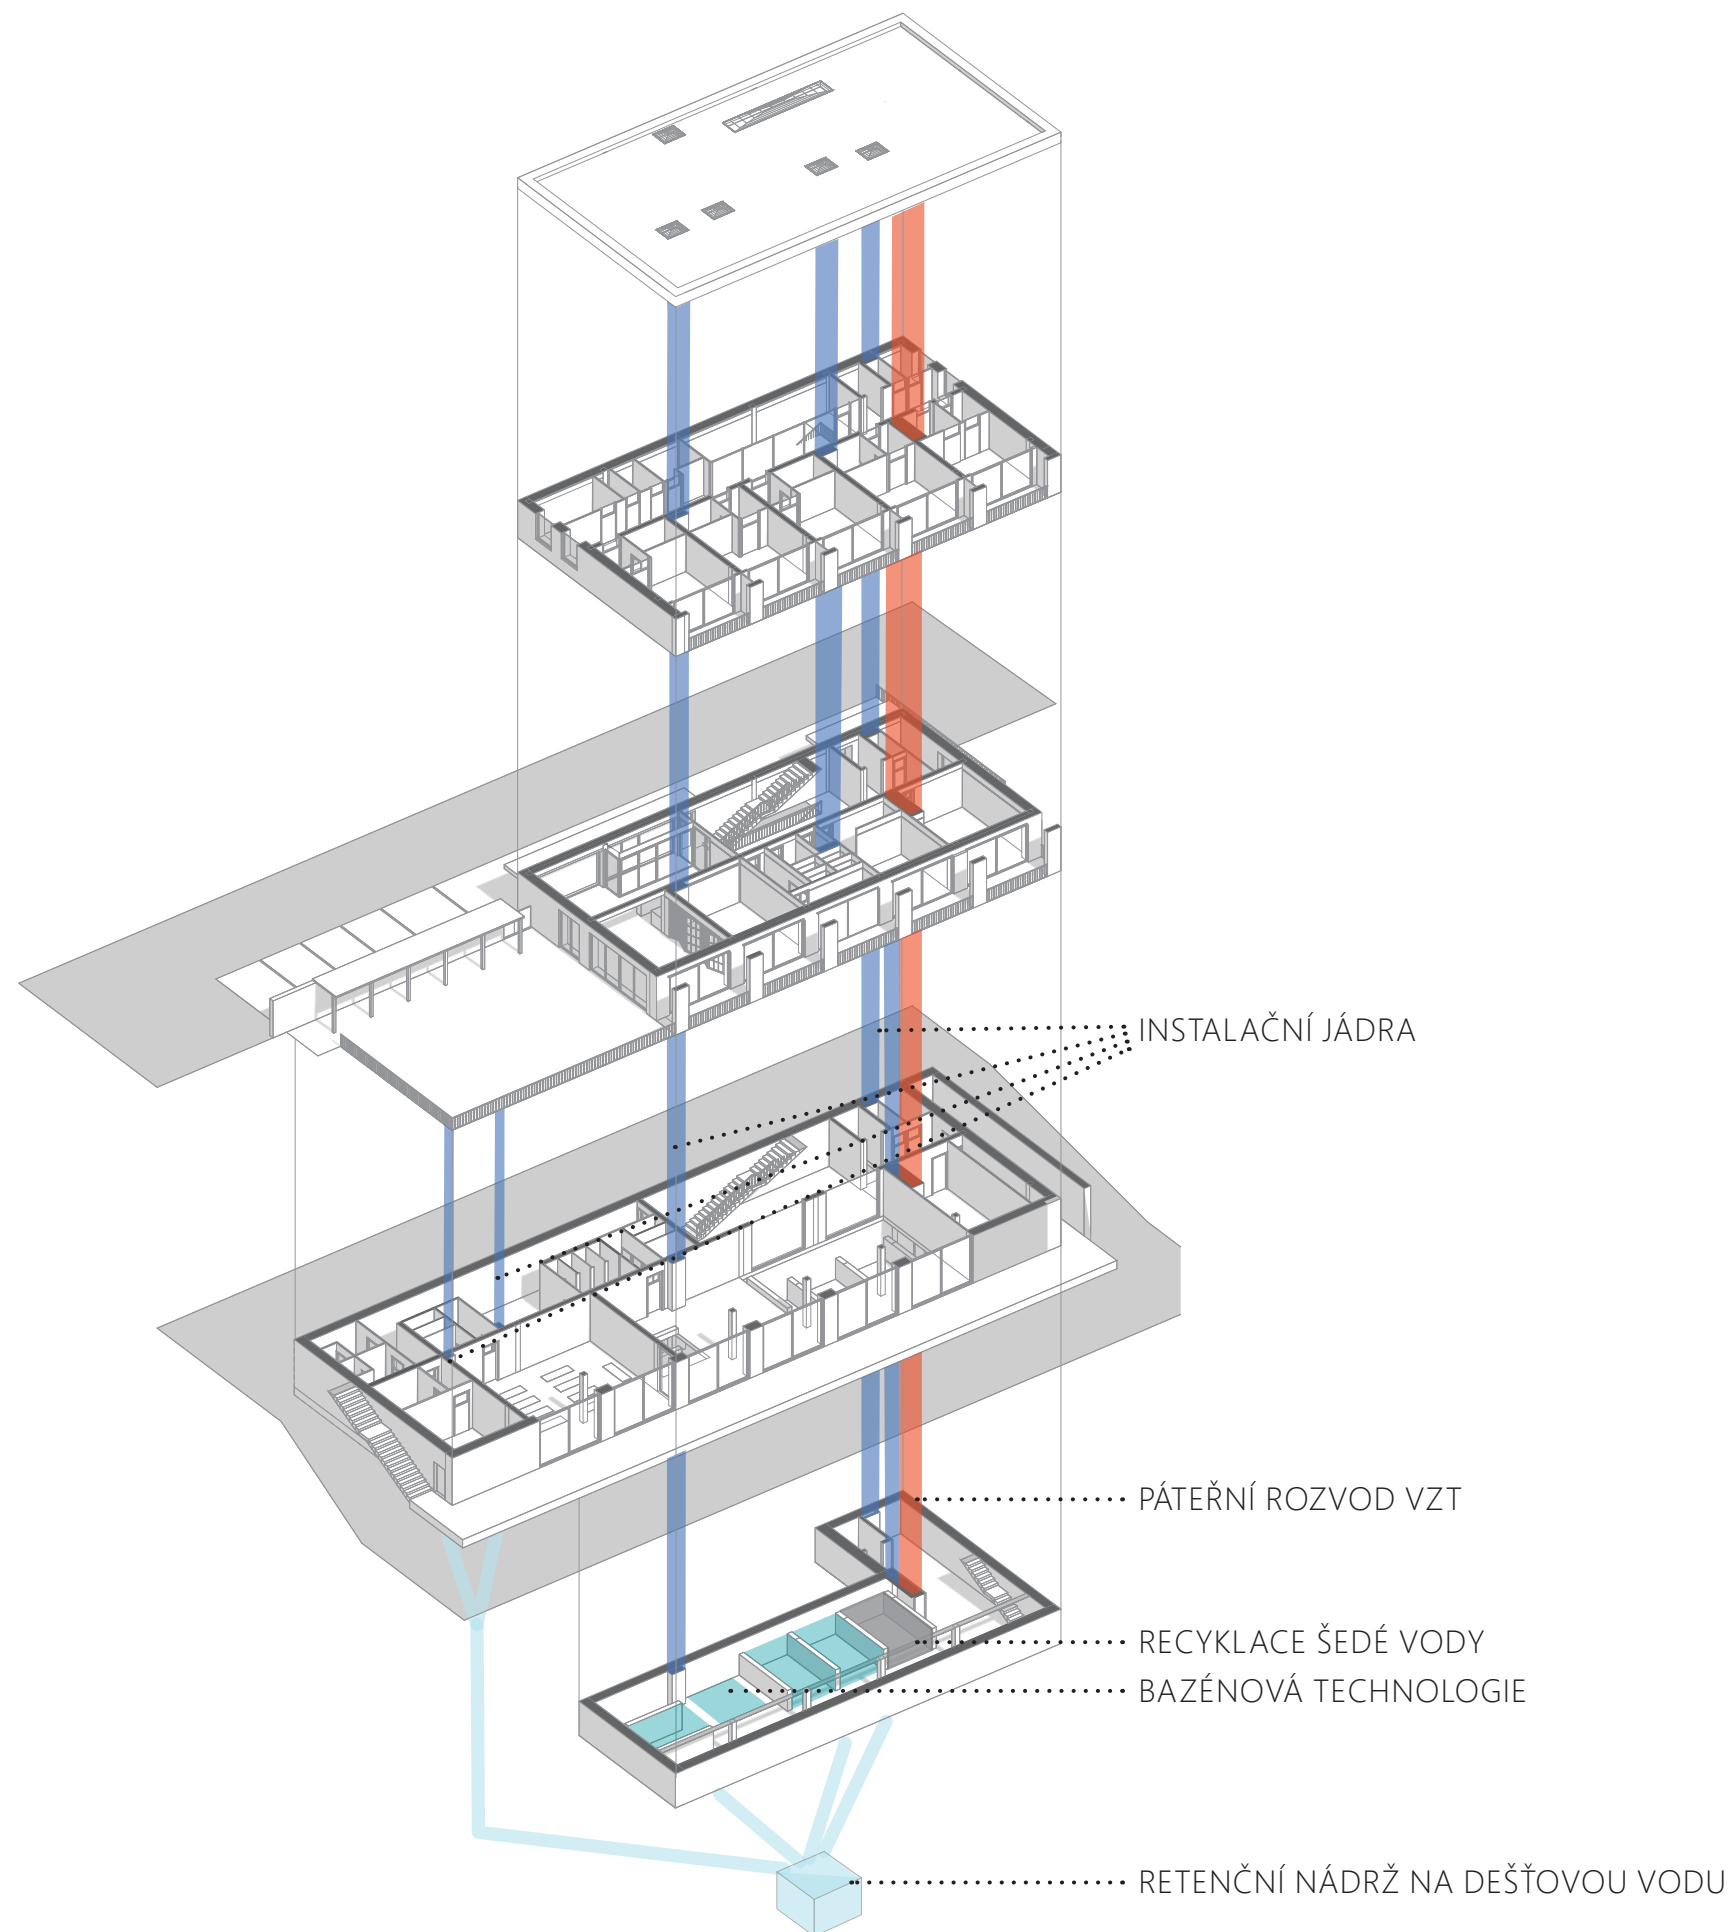 INSTALAČNÍ JÁDRA
PÁTEŘNÍ ROZVOD VZT
RECYKLACE ŠEDÉ VODY
BAZÉNOVÁ TECHNOLOGIE
RETENČNÍ NÁDRŽ NA DEŠŤOVOU VODU